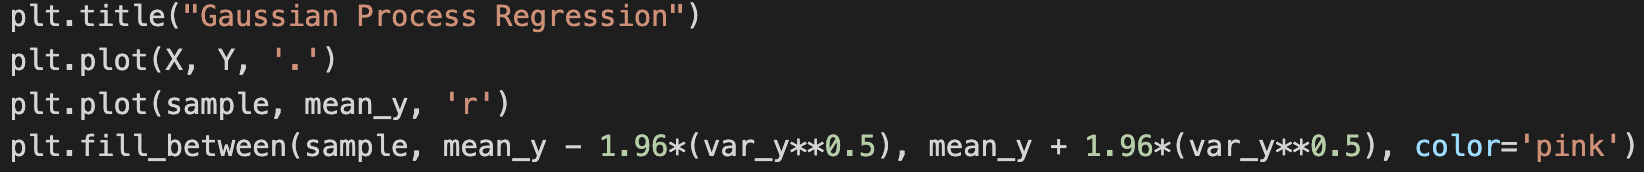 plt.title("Gaussian Process Regression")
plt.plot(X, Y, '.')
plt.plot(sample, mean_y, 'r')
plt.fill_between(sample, mean_y - 1.96*(var_y**0.5), mean_y + 1.96*(var_y**0.5), color='pink')